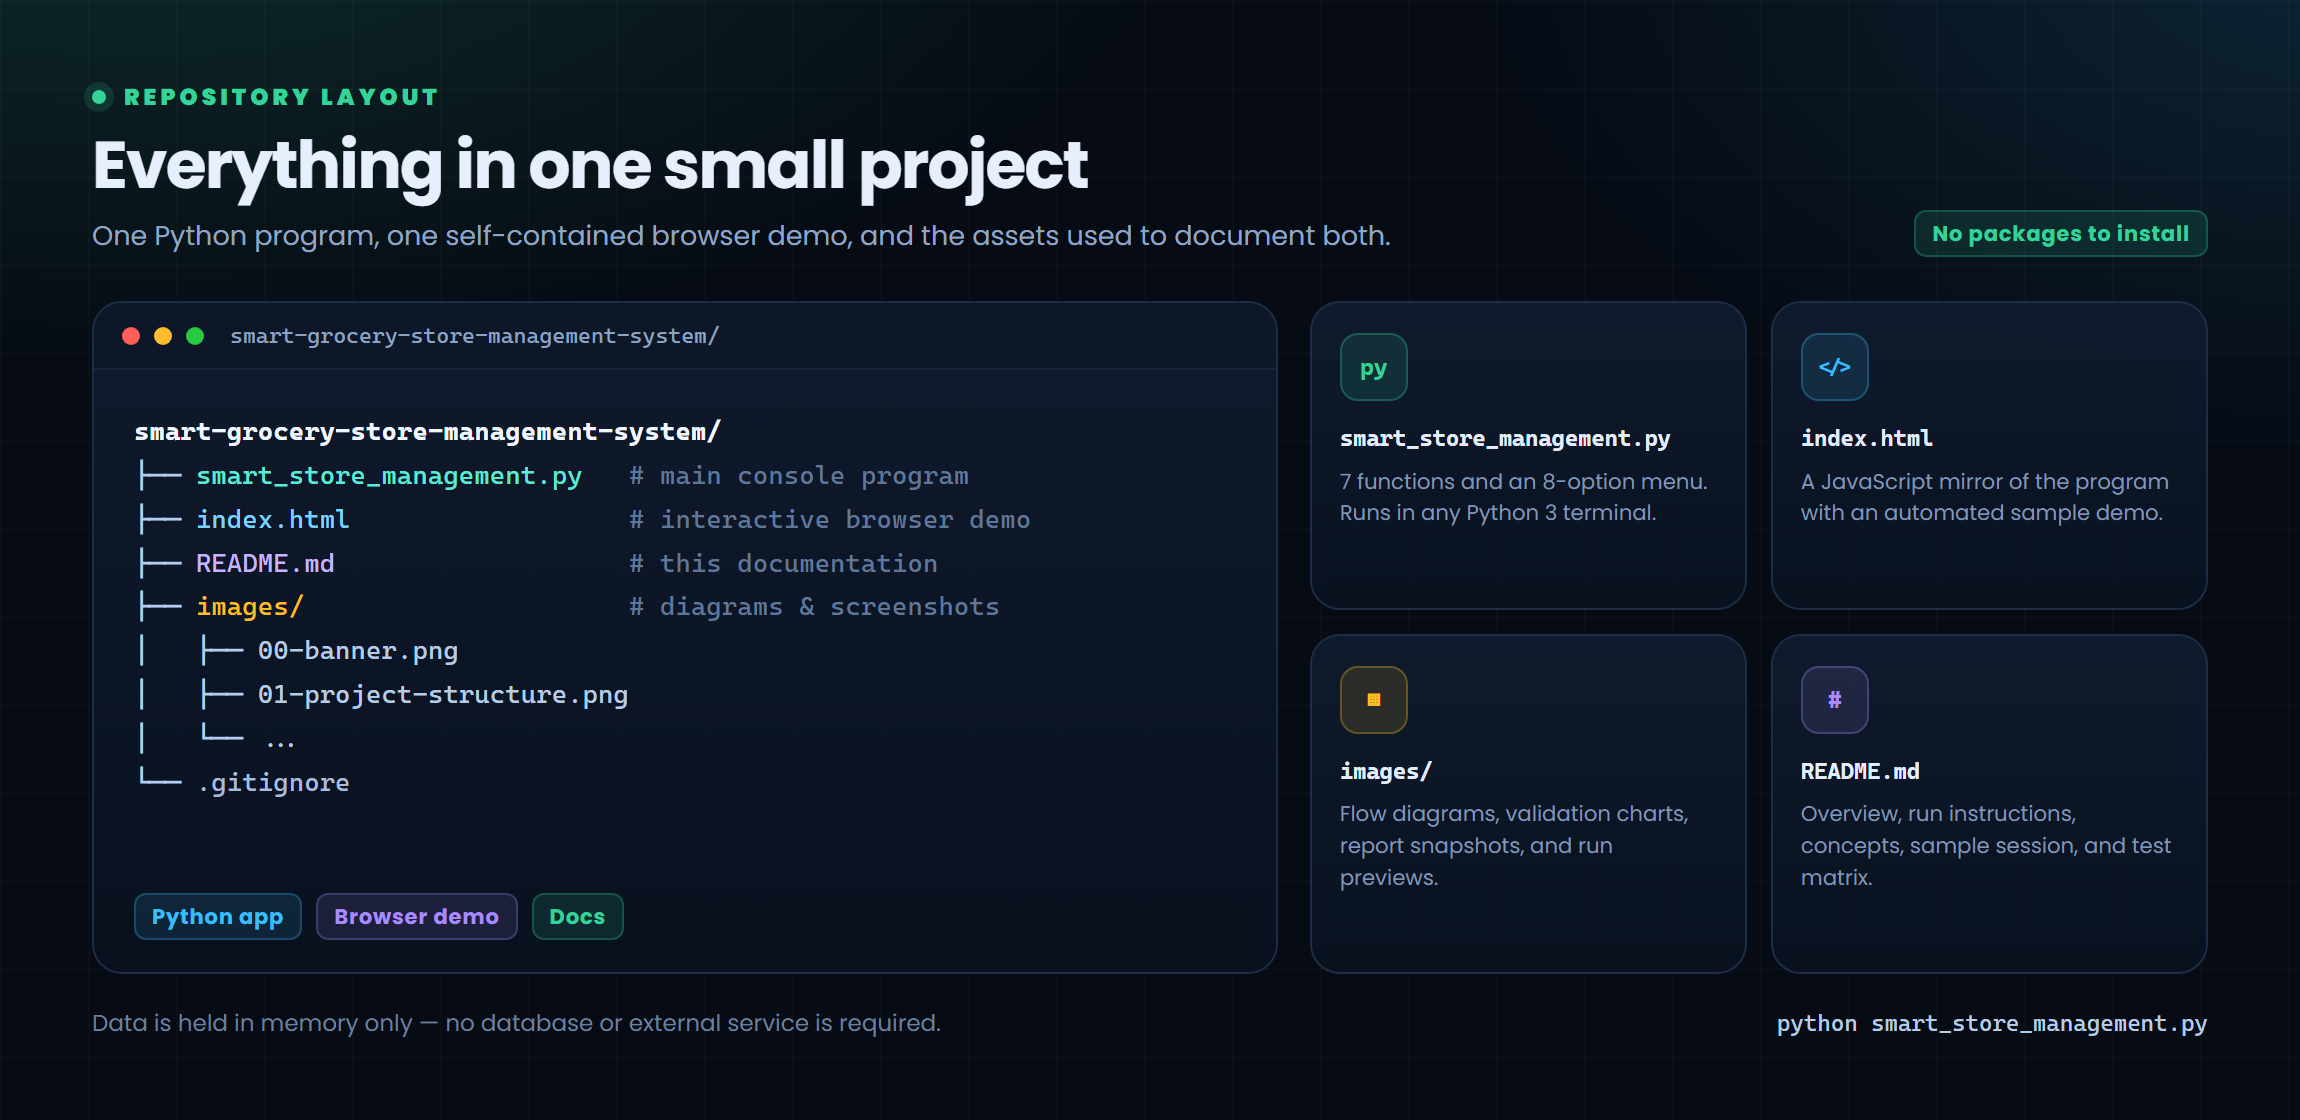 REPOSITORY LAYOUT
Everything in one small project
One Python program, one self-contained browser demo, and the assets used to document both.
No packages to install
smart-grocery-store-management-system/
smart-grocery-store-management-system/
├── smart_store_management.py   # main console program
├── index.html                  # interactive browser demo
├── README.md                   # this documentation
├── images/                     # diagrams & screenshots
│   ├── 00-banner.png
│   ├── 01-project-structure.png
│   └── ...
└── .gitignore
Python app
Browser demo
Docs
py
smart_store_management.py
7 functions and an 8-option menu.
Runs in any Python 3 terminal.
</>
index.html
A JavaScript mirror of the program
with an automated sample demo.
images/
Flow diagrams, validation charts,
report snapshots, and run
previews.
#
README.md
Overview, run instructions,
concepts, sample session, and test
matrix.
Data is held in memory only — no database or external service is required.
python smart_store_management.py